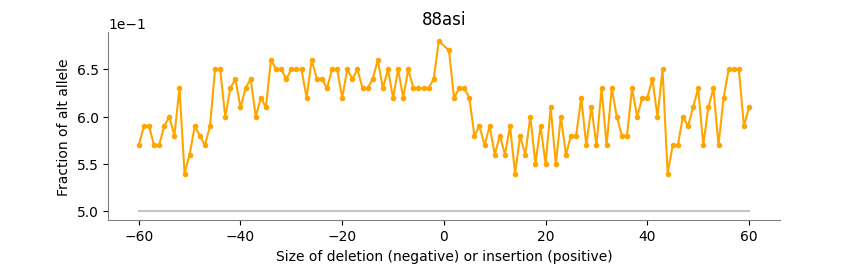 88asi
1e−1
6.5
6.0
5.5
5.0
Fraction of alt allele
−60 −40 −20 0 20 40 60
Size of deletion (negative) or insertion (positive)